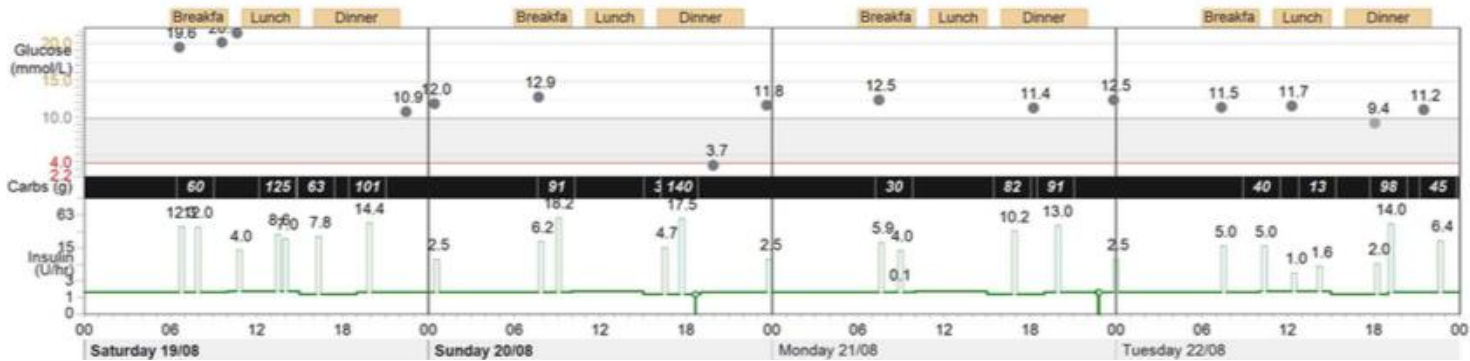 Breakfa Lunch Dinner Breakfa Lunch Dinner Breakfa Lunch Dinner Breakfa Lunch Dinner
Glucose
(mmol/L)
20.0
15.0
10.0
4.0
2.2
19.6 10.9 12.0 12.9 3.7 11.8 12.5 11.4 12.5 11.5 11.7 9.4 11.2
Carbs (g) 60 125 63 101 91 140 30 82 91 40 13 98 45
Insulin
(U/hr)
63
15
3
1
0
12.0 4.0 7.0 7.8 14.4 2.5 6.2 18.2 4.7 17.5 2.5 5.9 4.0 0.1 10.2 13.0 2.5 5.0 5.0 1.0 1.6 2.0 14.0 6.4
00 06 12 18 00 06 12 18 00 06 12 18 00 06 12 18 00
Saturday 19/08 Sunday 20/08 Monday 21/08 Tuesday 22/08